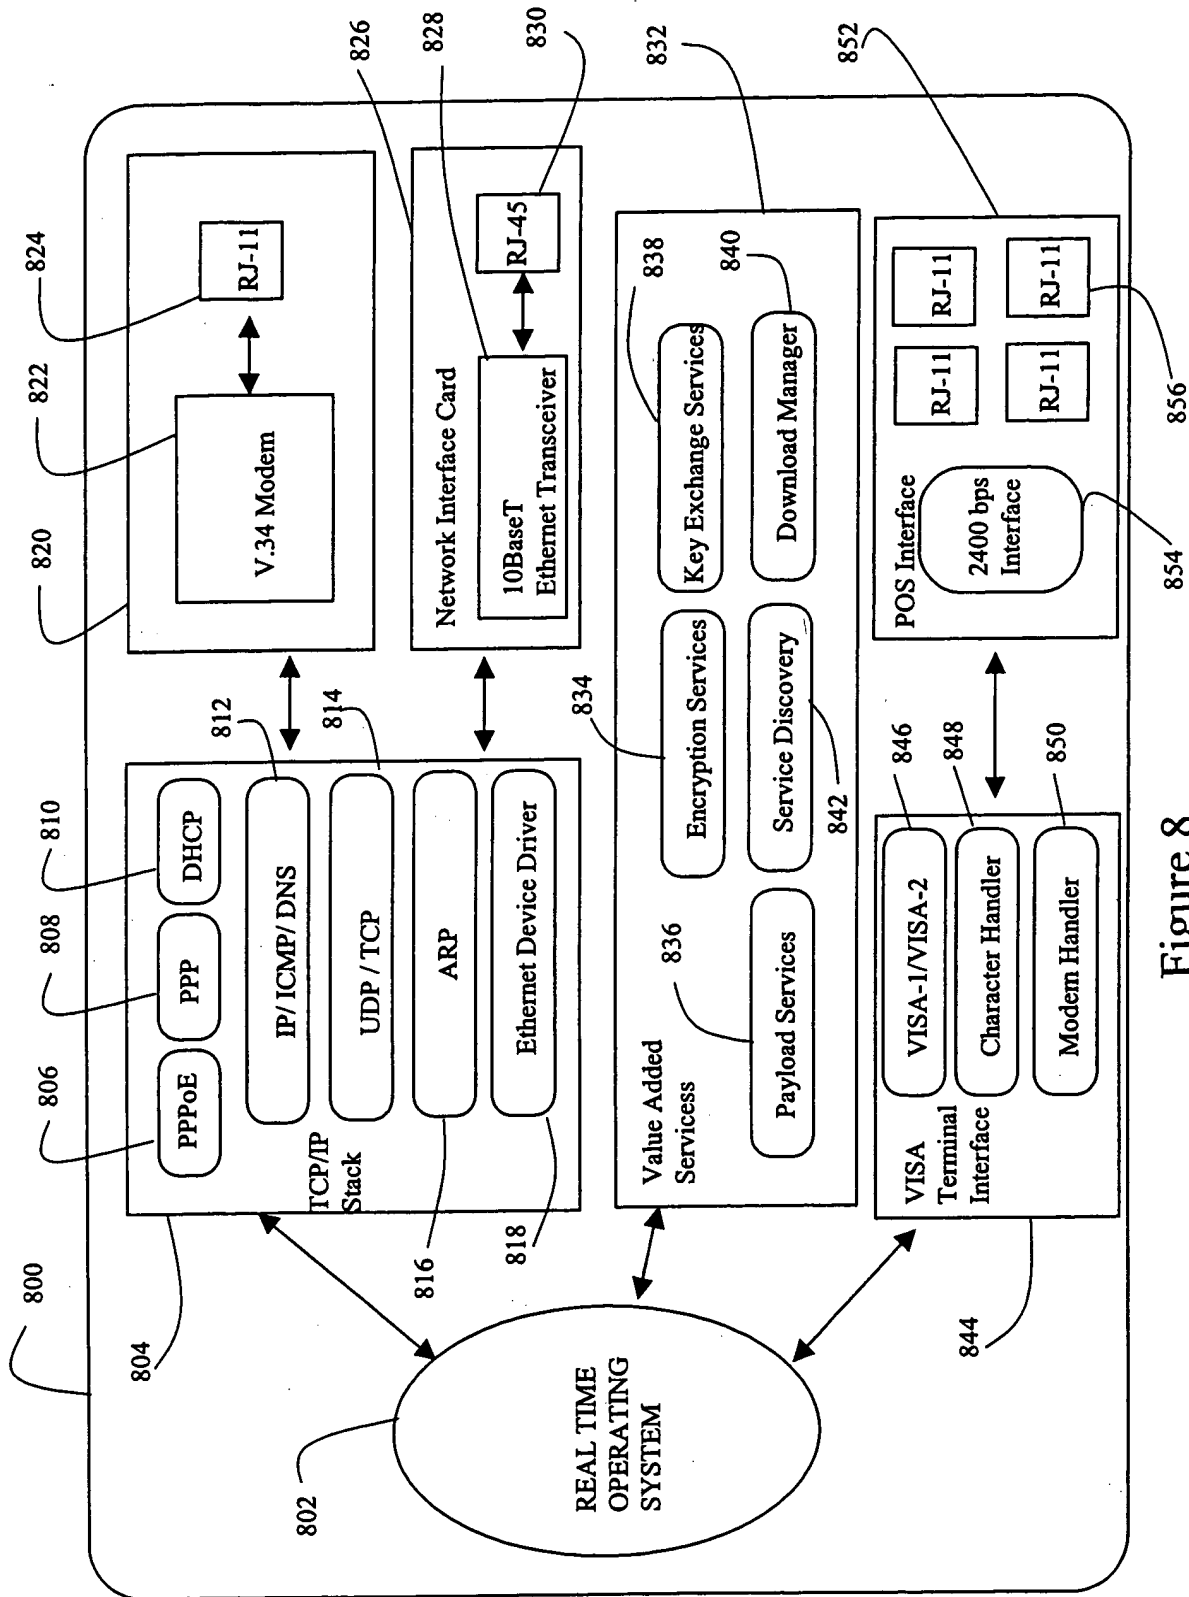 800
804
806
808
810
812
814
820
822
824
826
828
830
PPPoE
PPP
DHCP
IP/ ICMP/ DNS
UDP / TCP
ARP
Ethernet Device Driver
TCP/IP
Stack
816
818
V.34 Modem
RJ-11
Network Interface Card
10BaseT
Ethernet Transceiver
RJ-45
802
REAL TIME
OPERATING
SYSTEM
832
834
836
838
840
842
Value Added
Servicess
Encryption Services
Key Exchange Services
Payload Services
Service Discovery
Download Manager
844
846
848
850
VISA
Terminal
Interface
VISA-1/VISA-2
Character Handler
Modem Handler
852
POS Interface
2400 bps
Interface
RJ-11
RJ-11
RJ-11
RJ-11
854
856
Figure 8